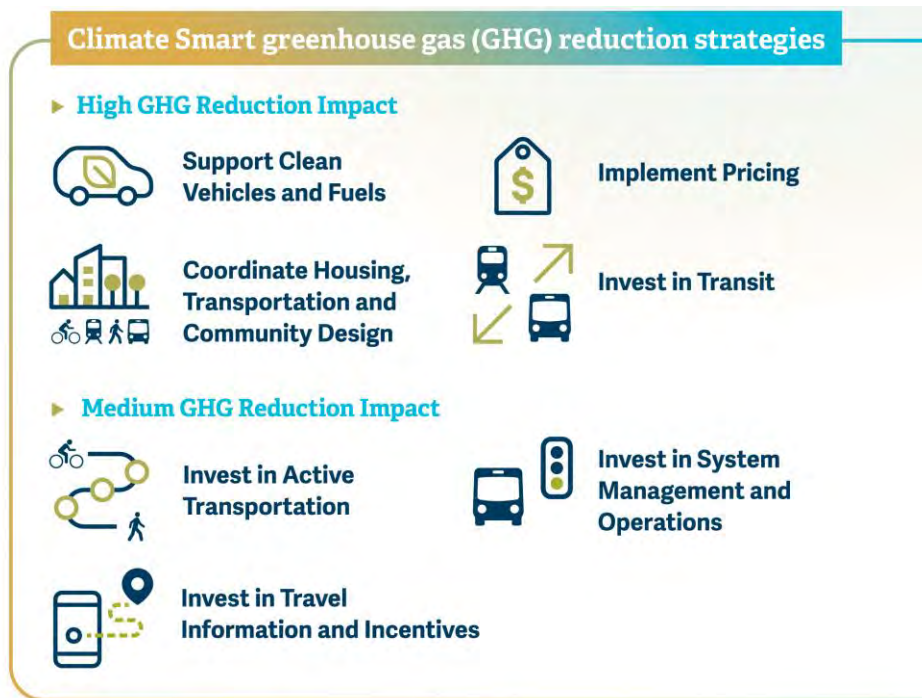 Climate Smart greenhouse gas (GHG) reduction strategies
High GHG Reduction Impact
Support Clean
Vehicles and Fuels
$
Implement Pricing
Coordinate Housing,
Transportation and
Community Design
Invest in Transit
Medium GHG Reduction Impact
Invest in Active
Transportation
Invest in System
Management and
Operations
Invest in Travel
Information and Incentives